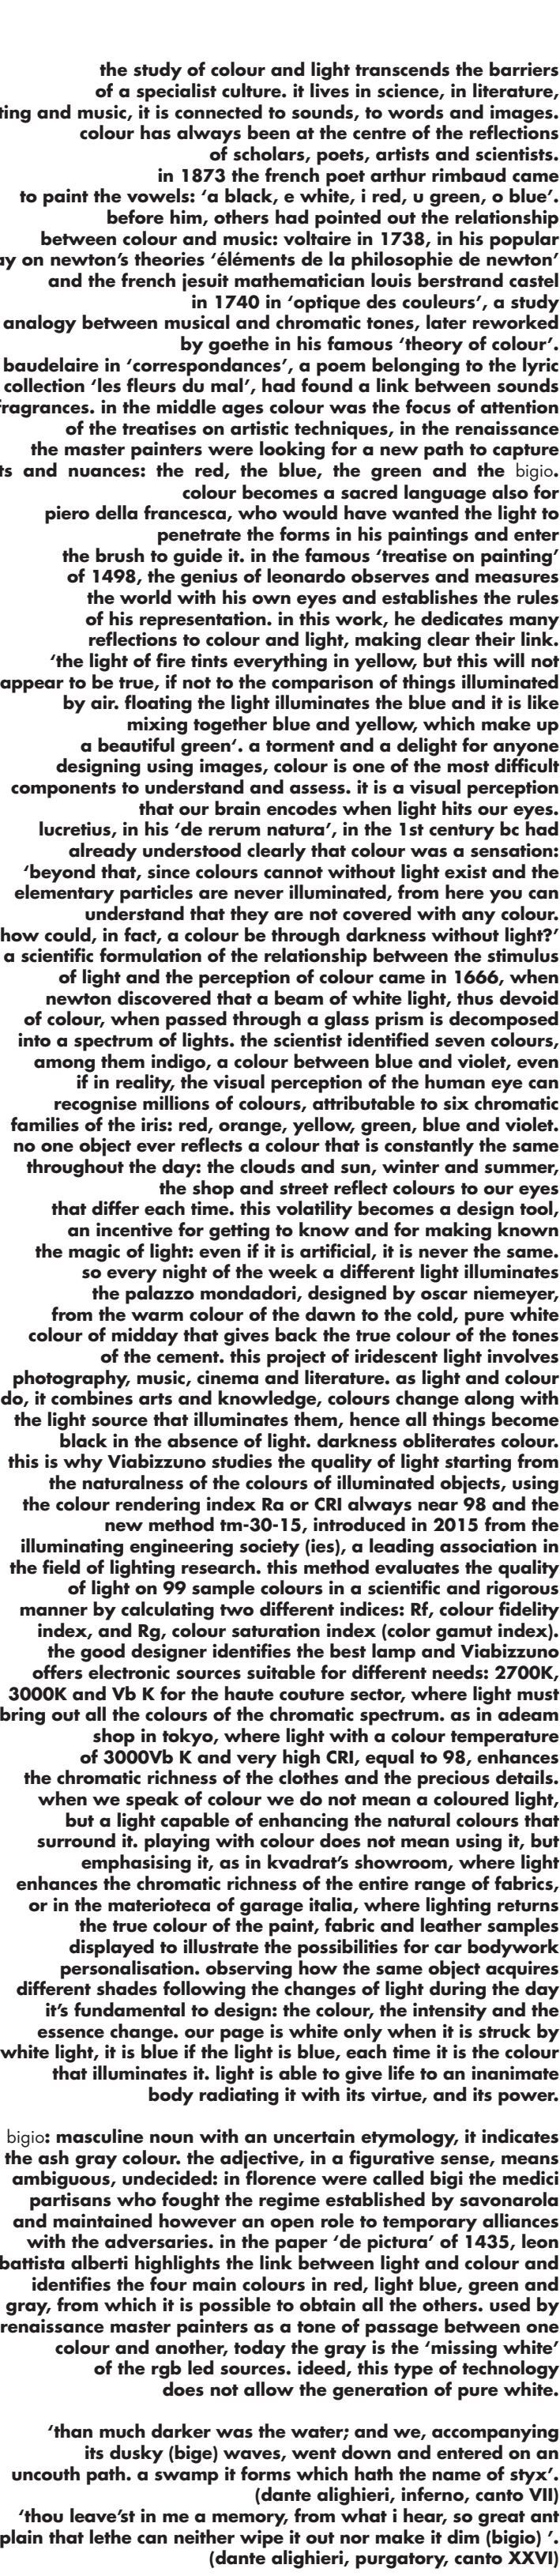 the study of colour and light transcends the barriers
of a specialist culture. it lives in science, in literature,
and music, it is connected to sounds, to words and images.
colour has always been at the centre of the reflections
of scholars, poets, artists and scientists.
in 1873 the french poet arthur rimbaud came
to paint the vowels: ‘a black, e white, i red, u green, o blue’.
before him, others had pointed out the relationship
between colour and music: voltaire in 1738, in his popular
on newton’s theories ‘éléments de la philosophie de newton’
and the french jesuit mathematician louis berstrand castel
in 1740 in ‘optique des couleurs’, a study
analogy between musical and chromatic tones, later reworked
by goethe in his famous ‘theory of colour’.
baudelaire in ‘correspondances’, a poem belonging to the lyric
collection ‘les fleurs du mal’, had found a link between sounds
fragrances. in the middle ages colour was the focus of attention
of the treatises on artistic techniques, in the renaissance
the master painters were looking for a new path to capture
and nuances: the red, the blue, the green and the bigio.
colour becomes a sacred language also for
piero della francesca, who would have wanted the light to
penetrate the forms in his paintings and enter
the brush to guide it. in the famous ‘treatise on painting’
of 1498, the genius of leonardo observes and measures
the world with his own eyes and establishes the rules
of his representation. in this work, he dedicates many
reflections to colour and light, making clear their link.
‘the light of fire tints everything in yellow, but this will not
appear to be true, if not to the comparison of things illuminated
by air. floating the light illuminates the blue and it is like
mixing together blue and yellow, which make up
a beautiful green‘. a torment and a delight for anyone
designing using images, colour is one of the most difficult
components to understand and assess. it is a visual perception
that our brain encodes when light hits our eyes.
lucretius, in his ‘de rerum natura’, in the 1st century bc had
already understood clearly that colour was a sensation:
‘beyond that, since colours cannot without light exist and the
elementary particles are never illuminated, from here you can
understand that they are not covered with any colour.
how could, in fact, a colour be through darkness without light?’
a scientific formulation of the relationship between the stimulus
of light and the perception of colour came in 1666, when
newton discovered that a beam of white light, thus devoid
of colour, when passed through a glass prism is decomposed
into a spectrum of lights. the scientist identified seven colours,
among them indigo, a colour between blue and violet, even
if in reality, the visual perception of the human eye can
recognise millions of colours, attributable to six chromatic
families of the iris: red, orange, yellow, green, blue and violet.
no one object ever reflects a colour that is constantly the same
throughout the day: the clouds and sun, winter and summer,
the shop and street reflect colours to our eyes
that differ each time. this volatility becomes a design tool,
an incentive for getting to know and for making known
the magic of light: even if it is artificial, it is never the same.
so every night of the week a different light illuminates
the palazzo mondadori, designed by oscar niemeyer,
from the warm colour of the dawn to the cold, pure white
colour of midday that gives back the true colour of the tones
of the cement. this project of iridescent light involves
photography, music, cinema and literature. as light and colour
do, it combines arts and knowledge, colours change along with
the light source that illuminates them, hence all things become
black in the absence of light. darkness obliterates colour.
this is why Viabizzuno studies the quality of light starting from
the naturalness of the colours of illuminated objects, using
the colour rendering index Ra or CRI always near 98 and the
new method tm-30-15, introduced in 2015 from the
illuminating engineering society (ies), a leading association in
the field of lighting research. this method evaluates the quality
of light on 99 sample colours in a scientific and rigorous
manner by calculating two different indices: Rf, colour fidelity
index, and Rg, colour saturation index (color gamut index).
the good designer identifies the best lamp and Viabizzuno
offers electronic sources suitable for different needs: 2700K,
3000K and Vb K for the haute couture sector, where light must
bring out all the colours of the chromatic spectrum. as in adeam
shop in tokyo, where light with a colour temperature
of 3000Vb K and very high CRI, equal to 98, enhances
the chromatic richness of the clothes and the precious details.
when we speak of colour we do not mean a coloured light,
but a light capable of enhancing the natural colours that
surround it. playing with colour does not mean using it, but
emphasising it, as in kvadrat’s showroom, where light
enhances the chromatic richness of the entire range of fabrics,
or in the materioteca of garage italia, where lighting returns
the true colour of the paint, fabric and leather samples
displayed to illustrate the possibilities for car bodywork
personalisation. observing how the same object acquires
different shades following the changes of light during the day
it’s fundamental to design: the colour, the intensity and the
essence change. our page is white only when it is struck by
white light, it is blue if the light is blue, each time it is the colour
that illuminates it. light is able to give life to an inanimate
body radiating it with its virtue, and its power.
bigio: masculine noun with an uncertain etymology, it indicates
the ash gray colour. the adjective, in a figurative sense, means
ambiguous, undecided: in florence were called bigi the medici
partisans who fought the regime established by savonarola
and maintained however an open role to temporary alliances
with the adversaries. in the paper ‘de pictura’ of 1435, leon
battista alberti highlights the link between light and colour and
identifies the four main colours in red, light blue, green and
gray, from which it is possible to obtain all the others. used by
renaissance master painters as a tone of passage between one
colour and another, today the gray is the ‘missing white’
of the rgb led sources. ideed, this type of technology
does not allow the generation of pure white.
‘than much darker was the water; and we, accompanying
its dusky (bige) waves, went down and entered on an
uncouth path. a swamp it forms which hath the name of styx’.
(dante alighieri, inferno, canto VII)
‘thou leave’st in me a memory, from what i hear, so great ant
plain that lethe can neither wipe it out nor make it dim (bigio) ‘.
(dante alighieri, purgatory, canto XXVI)